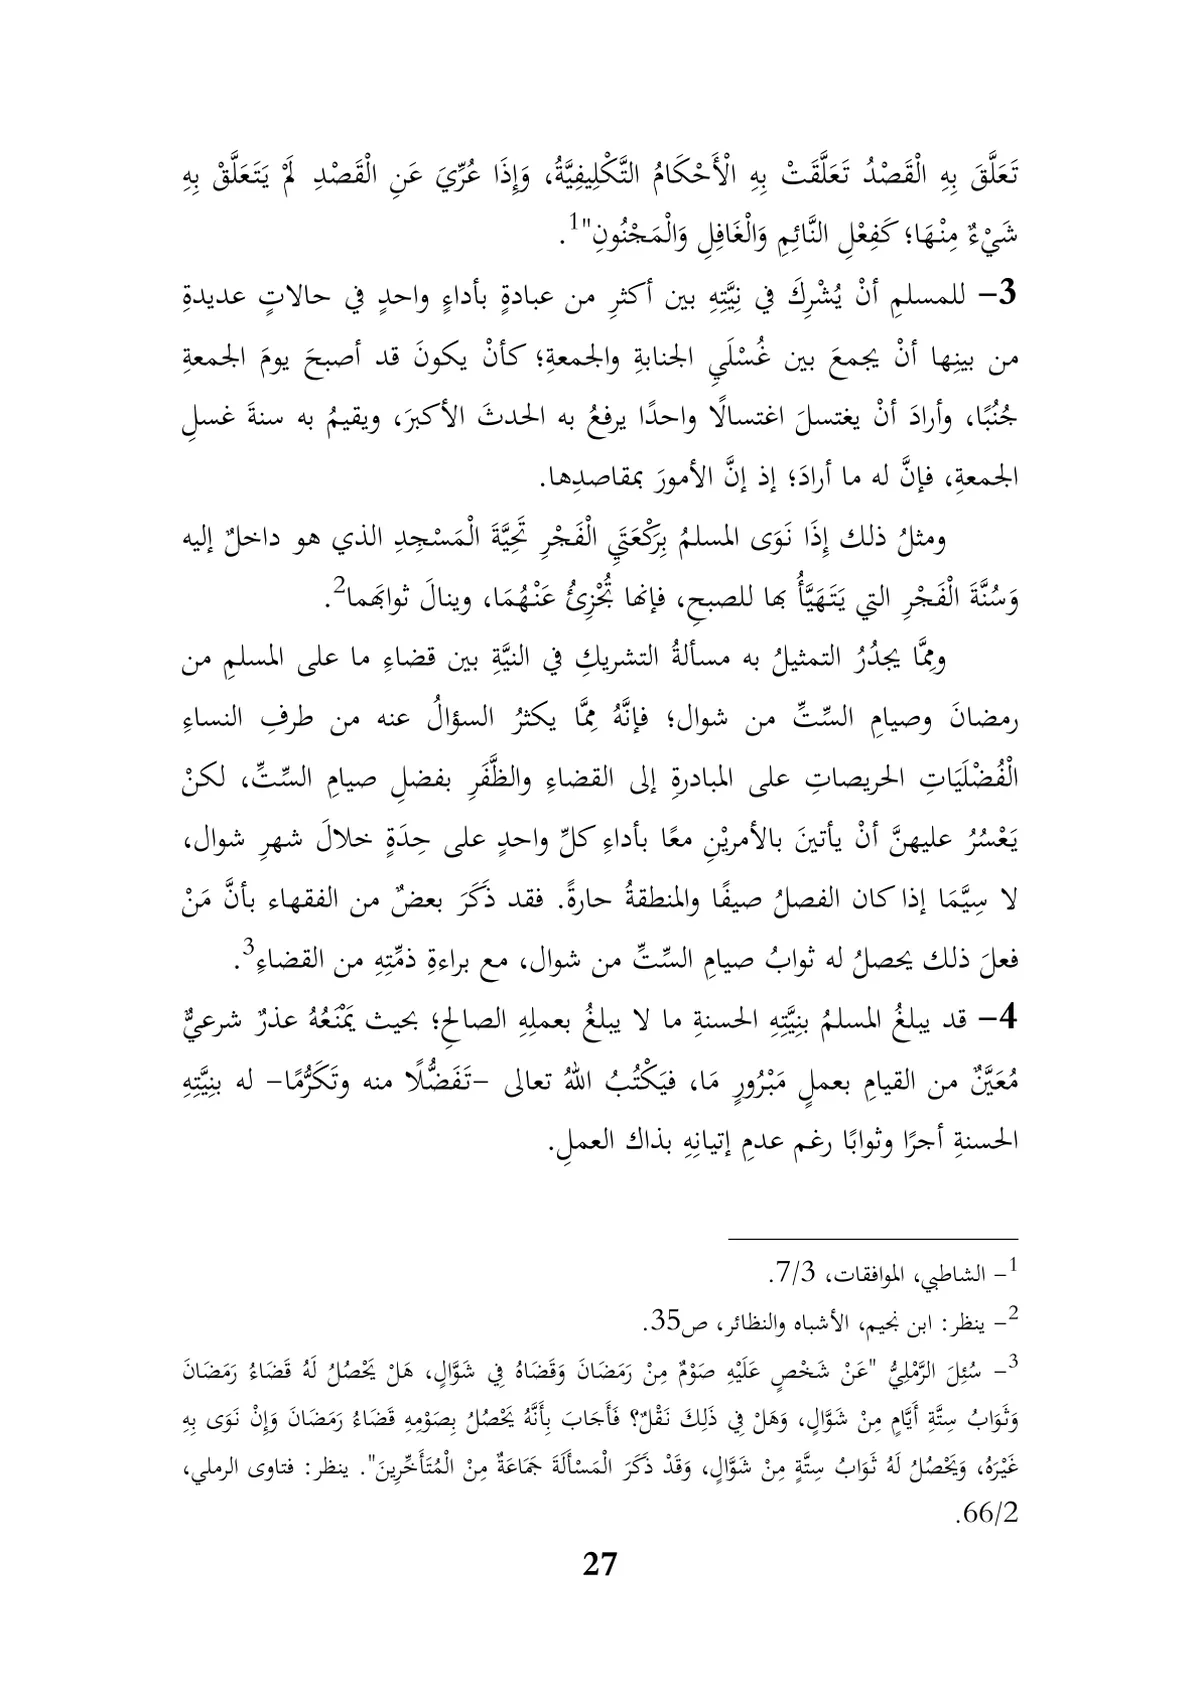 تَعَلَّقَ بِهِ الْقَصْدُ تَعَلَّقَتْ بِهِ الْأَحْكَامُ التَّكْلِيفِيَّةُ، وَإِذَا عُرِّيَ عَنِ الْقَصْدِ لَمْ يَتَعَلَّقْ بِهِ
شَيْءٌ مِنْهَا؛ كَفِعْلِ النَّائِمِ وَالْغَافِلِ وَالْمَجْنُونِ"1.
3- للمسلمِ أنْ يُشْرِكَ في نِيَّتِهِ بين أكثرِ من عبادةٍ بأداءٍ واحدٍ في حالاتٍ عديدةٍ
من بينِها أنْ يجمعَ بين غُسْلَيِ الجنابةِ والجمعةِ؛ كأنْ يكونَ قد أصبحَ يومَ الجمعةِ
جُنُبًا، وأرادَ أنْ يغتسلَ اغتسالًا واحدًا يرفعُ به الحدثَ الأكبرَ، ويقيمُ به سنةَ غسلِ
الجمعةِ، فإنَّ له ما أرادَ؛ إذ إنَّ الأمورَ بمقاصدِها.
ومثلُ ذلك إِذَا نَوَى المسلمُ بِرَكْعَتَيِ الْفَجْرِ تَحِيَّةَ الْمَسْجِدِ الذي هو داخلٌ إليه
وَسُنَّةَ الْفَجْرِ التي يَتَهَيَّأُ بها للصبحِ، فإنها تُجْزِئُ عَنْهُمَا، وينالَ ثوابَهما2.
ومِمَّا يجدُرُ التمثيلُ به مسألةُ التشريكِ في النيَّةِ بين قضاءِ ما على المسلمِ من
رمضانَ وصيامِ السِّتِّ من شوال؛ فإنَّهُ مِمَّا يكثرُ السؤالُ عنه من طرفِ النساءِ
الْفُضْلَيَاتِ الحريصاتِ على المبادرةِ إلى القضاءِ والظَّفَرِ بفضلِ صيامِ السِّتِّ، لكنْ
يَعْسُرُ عليهنَّ أنْ يأتينَ بالأمريْنِ معًا بأداءِ كلِّ واحدٍ على حِدَةٍ خلالَ شهرِ شوال،
لا سِيَّمَا إذا كان الفصلُ صيفًا والمنطقةُ حارةً. فقد ذَكَرَ بعضٌ من الفقهاء بأنَّ مَنْ
فعلَ ذلك يحصلُ له ثوابُ صيامِ السِّتِّ من شوال، مع براءةِ ذمِّتِهِ من القضاءِ3.
4- قد يبلغُ المسلمُ بنِيَّتِهِ الحسنةِ ما لا يبلغُ بعملِهِ الصالحِ؛ بحيث يَمْنَعُهُ عذرٌ شرعيٌّ
مُعَيَّنٌ من القيامِ بعملٍ مَبْرُورٍ مَا، فيَكْتُبُ اللهُ تعالى -تَفَضُّلًا منه وتَكَرُّمًا- له بنِيَّتِهِ
الحسنةِ أجرًا وثوابًا رغم عدمِ إتيانِهِ بذاك العملِ.
1- الشاطبي، الموافقات، 7/3.
2- ينظر: ابن نجيم، الأشباه والنظائر، ص35.
3- سُئِلَ الرَّمْلِيُّ "عَنْ شَخْصٍ عَلَيْهِ صَوْمٌ مِنْ رَمَضَانَ وَقَضَاهُ فِي شَوَّالٍ، هَلْ يَحْصُلُ لَهُ قَضَاءُ رَمَضَانَ
وَثَوَابُ سِتَّةِ أَيَّامٍ مِنْ شَوَّالٍ، وَهَلْ فِي ذَلِكَ نَقْلٌ؟ فَأَجَابَ بِأَنَّهُ يَحْصُلُ بِصَوْمِهِ قَضَاءُ رَمَضَانَ وَإِنْ نَوَى بِهِ
غَيْرَهُ، وَيَحْصُلُ لَهُ ثَوَابُ سِتَّةٍ مِنْ شَوَّالٍ، وَقَدْ ذَكَرَ الْمَسْأَلَةَ جَمَاعَةٌ مِنْ الْمُتَأَخِّرِينَ". ينظر: فتاوى الرملي،
66/2.
27